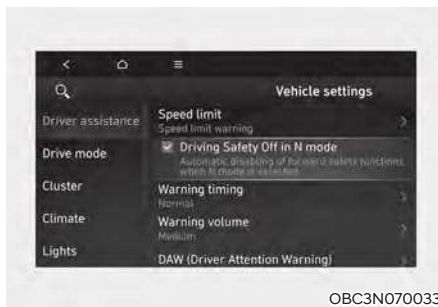 Vehicle settings
Driver assistance
Drive mode
Cluster
Climate
Lights
Speed limit
Speed limit warning
Driving Safety Off in N mode
Automatic disabling of forward safety functions
when N mode is selected
Warning timing
Normal
Warning volume
Medium
DAW (Driver Attention Warning)
OBC3N070033